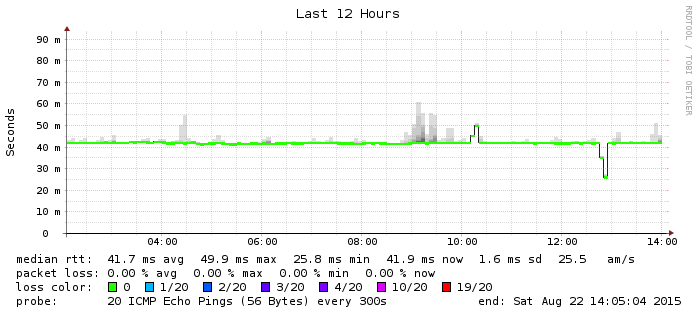 Last 12 Hours
RRDTOOL / TOBI OETIKER
Seconds
90 m
80 m
70 m
60 m
50 m
40 m
30 m
20 m
10 m
0
04:00 06:00 08:00 10:00 12:00 14:00
median rtt: 41.7 ms avg 49.9 ms max 25.8 ms min 41.9 ms now 1.6 ms sd 25.5 am/s
packet loss: 0.00 % avg 0.00 % max 0.00 % min 0.00 % now
loss color: 0 1/20 2/20 3/20 4/20 10/20 19/20
probe: 20 ICMP Echo Pings (56 Bytes) every 300s end: Sat Aug 22 14:05:04 2015